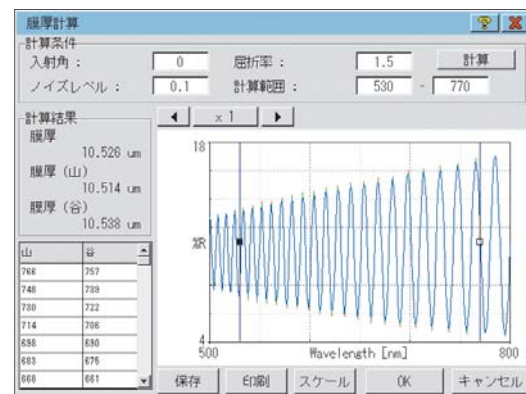 膜厚計算
計算条件
入射角： 0 屈折率： 1.5 計算
ノイズレベル： 0.1 計算範囲： 530 - 770
計算結果
膜厚
10.526 um
膜厚（山）
10.514 um
膜厚（谷）
10.538 um
山 谷
766 757
748 739
730 722
714 706
698 690
683 675
668 661
× 1
18
%R
4
500 Wavelength [nm] 800
保存 印刷 スケール OK キャンセル